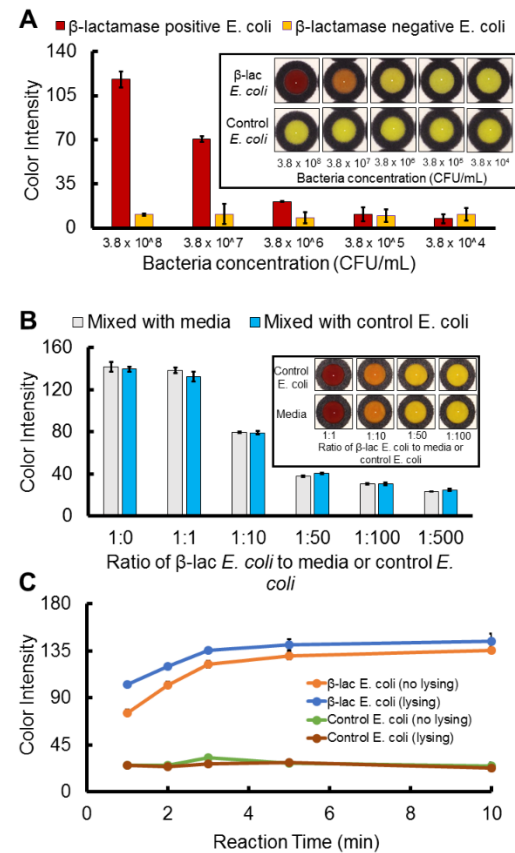 A
β-lactamase positive E. coli
β-lactamase negative E. coli
Color Intensity
140
105
70
35
0
β-lac
E. coli
Control
E. coli
3.8 x 10⁸
3.8 x 10⁷
3.8 x 10⁶
3.8 x 10⁵
3.8 x 10⁴
Bacteria concentration (CFU/mL)
3.8 x 10^8
3.8 x 10^7
3.8 x 10^6
3.8 x 10^5
3.8 x 10^4
Bacteria concentration (CFU/mL)
B
Mixed with media
Mixed with control E. coli
Color Intensity
160
120
80
40
0
Control
E. coli
Media
1:1
1:10
1:50
1:100
Ratio of β-lac E. coli to media or
control E. coli
1:0
1:1
1:10
1:50
1:100
1:500
Ratio of β-lac E. coli to media or control E.
coli
C
Color Intensity
180
135
90
45
0
β-lac E. coli (no lysing)
β-lac E. coli (lysing)
Control E. coli (no lysing)
Control E. coli (lysing)
0
2
4
6
8
10
Reaction Time (min)